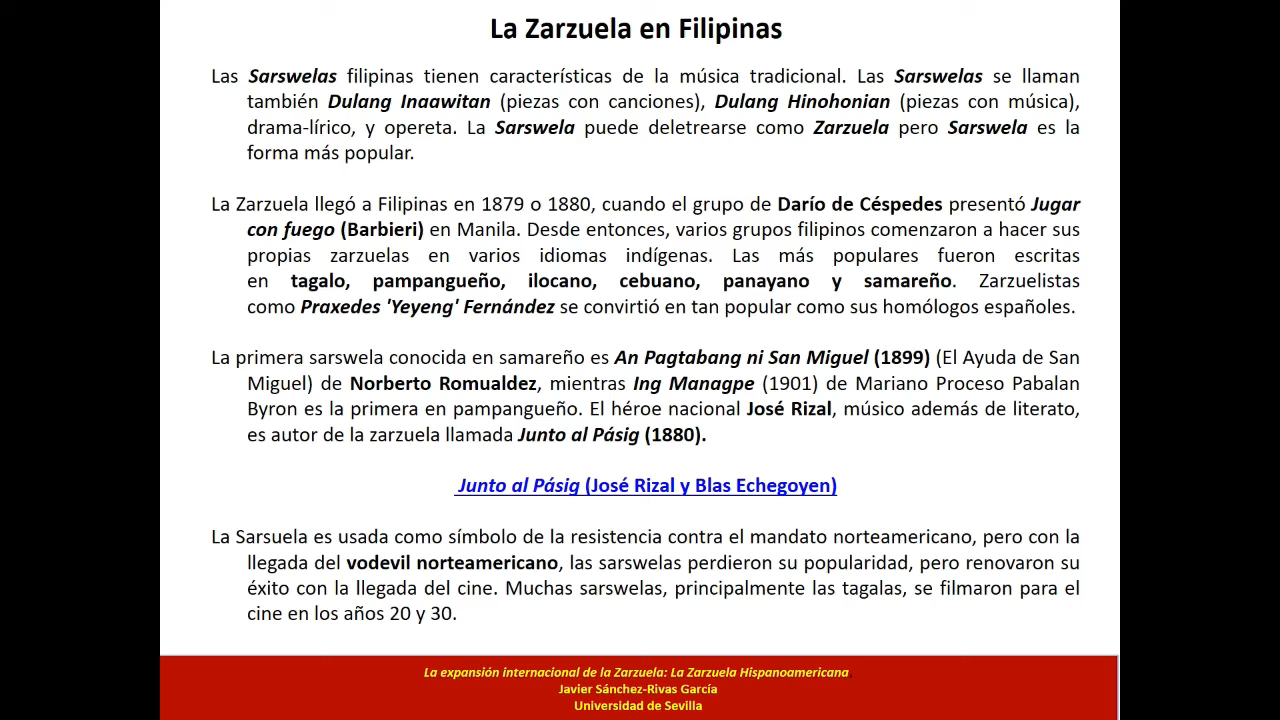 La Zarzuela en Filipinas
Las Sarswelas filipinas tienen características de la música tradicional. Las Sarswelas se llaman
también Dulang Inaawitan (piezas con canciones), Dulang Hinohonian (piezas con música),
drama-lírico, y opereta. La Sarswela puede deletrearse como Zarzuela pero Sarswela es la
forma más popular.
La Zarzuela llegó a Filipinas en 1879 o 1880, cuando el grupo de Darío de Céspedes presentó Jugar
con fuego (Barbieri) en Manila. Desde entonces, varios grupos filipinos comenzaron a hacer sus
propias zarzuelas en varios idiomas indígenas. Las más populares fueron escritas
en tagalo, pampangueño, ilocano, cebuano, panayano y samareño. Zarzuelistas
como Praxedes 'Yeyeng' Fernández se convirtió en tan popular como sus homólogos españoles.
La primera sarswela conocida en samareño es An Pagtabang ni San Miguel (1899) (El Ayuda de San
Miguel) de Norberto Romualdez, mientras Ing Managpe (1901) de Mariano Proceso Pabalan
Byron es la primera en pampangueño. El héroe nacional José Rizal, músico además de literato,
es autor de la zarzuela llamada Junto al Pásig (1880).
Junto al Pásig (José Rizal y Blas Echegoyen)
La Sarsuela es usada como símbolo de la resistencia contra el mandato norteamericano, pero con la
llegada del vodevil norteamericano, las sarswelas perdieron su popularidad, pero renovaron su
éxito con la llegada del cine. Muchas sarswelas, principalmente las tagalas, se filmaron para el
cine en los años 20 y 30.
La expansión internacional de la Zarzuela: La Zarzuela Hispanoamericana
Javier Sánchez-Rivas García
Universidad de Sevilla